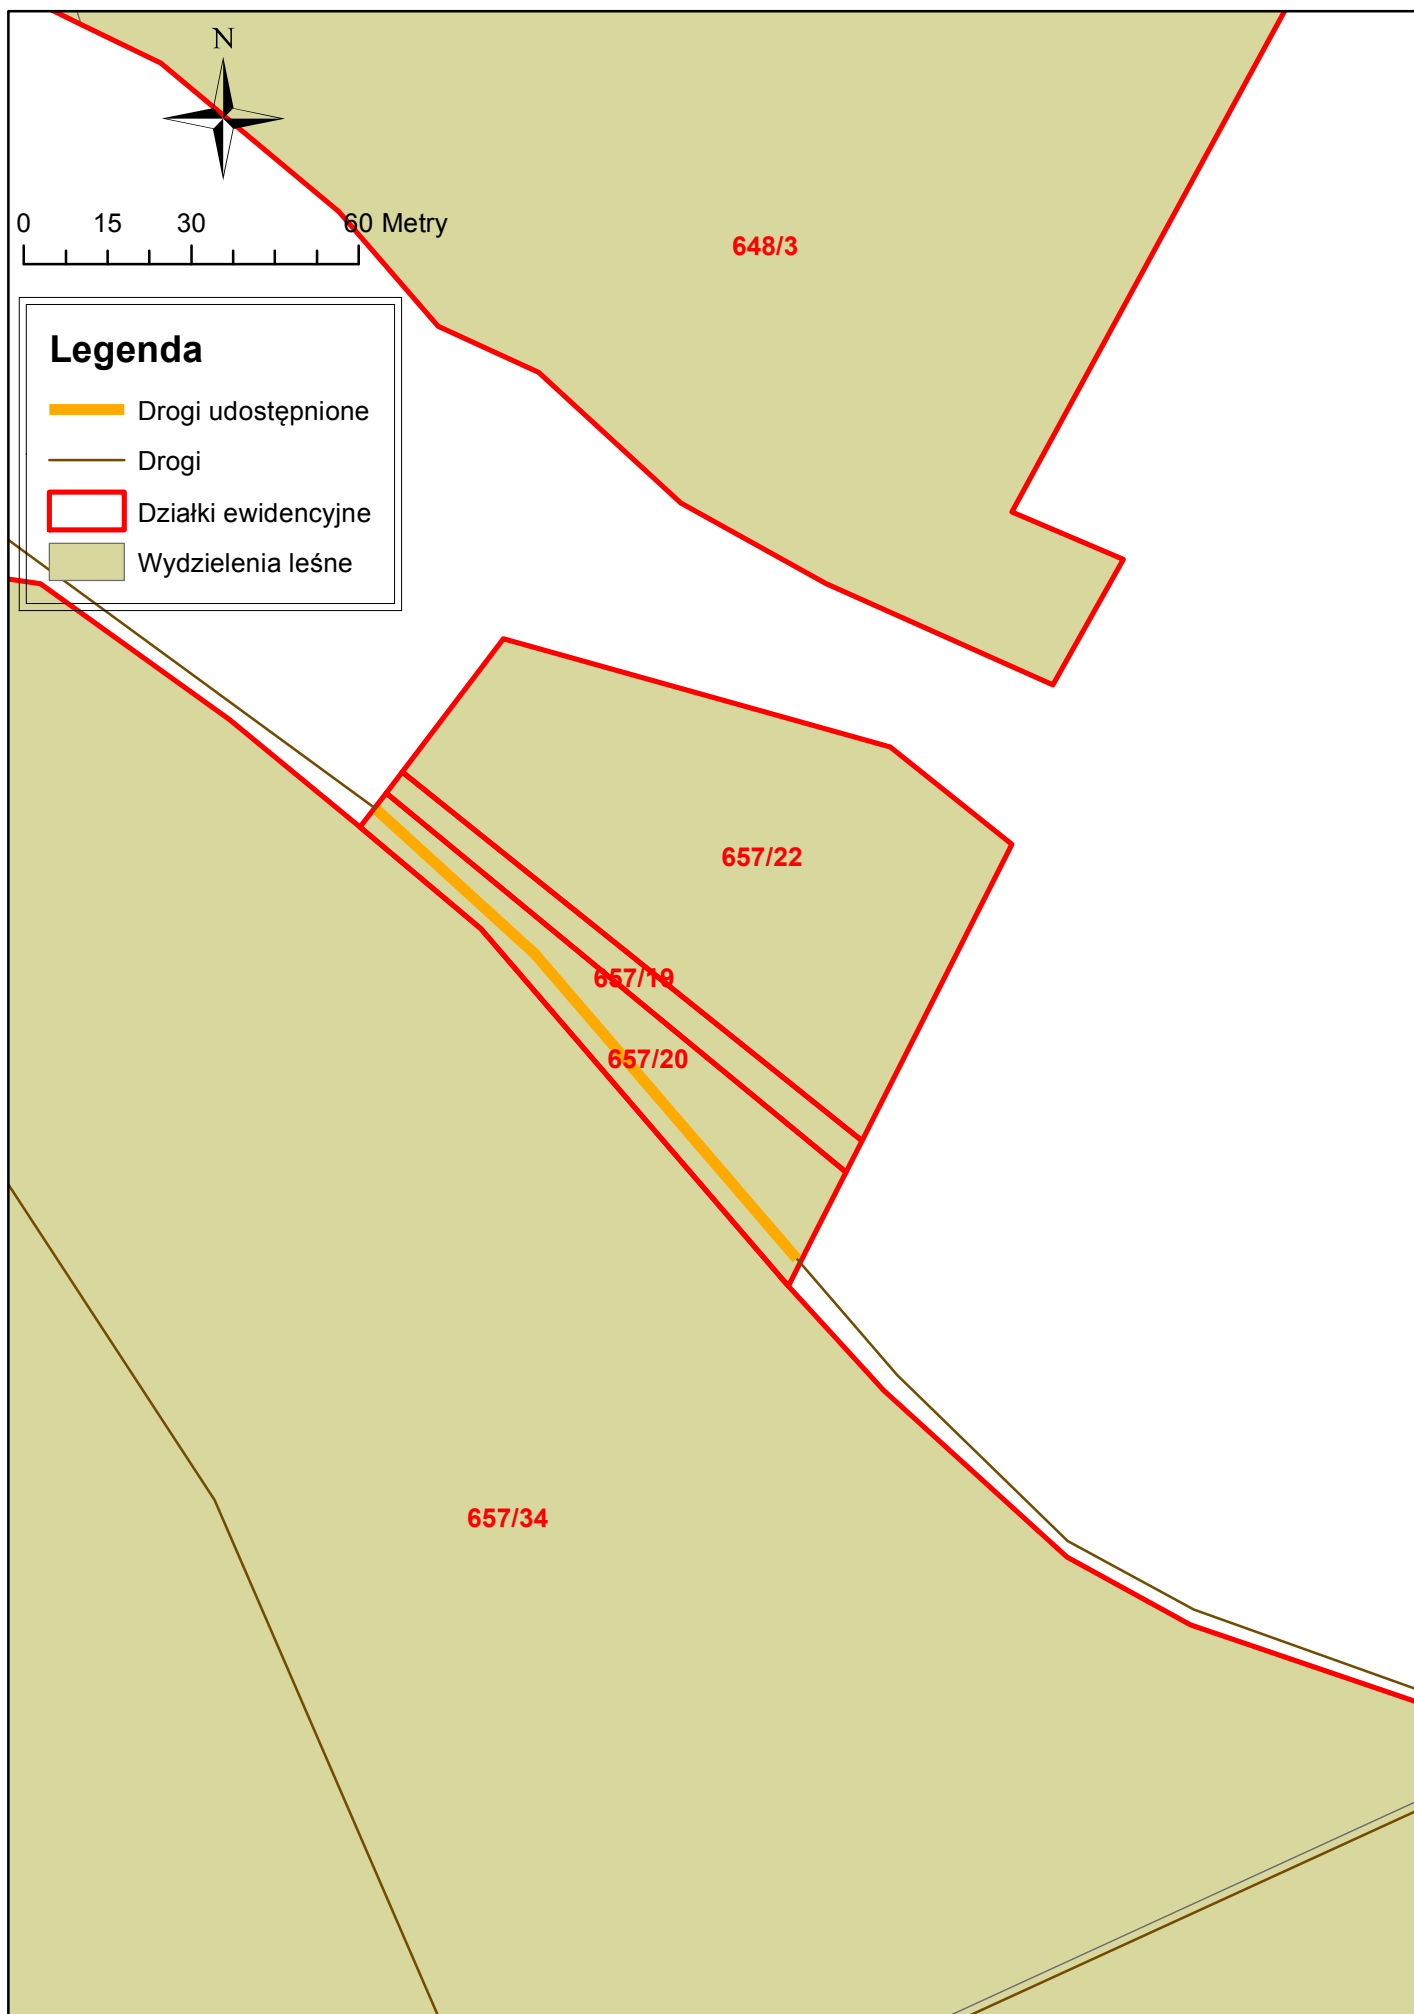 N
0 15 30 60 Metry
648/3
Legenda
Drogi udostępnione
Drogi
Działki ewidencyjne
Wydzielenia leśne
657/22
657/19
657/20
657/34